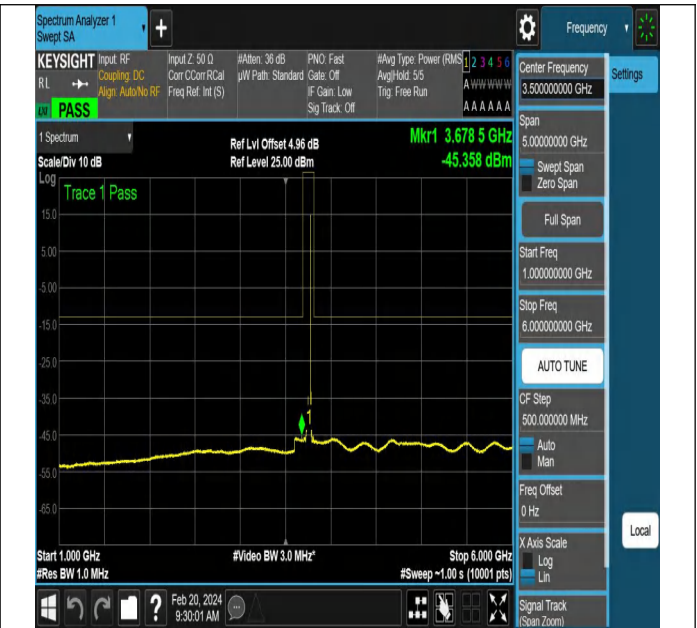 Spectrum Analyzer 1
Swept SA
Frequency
KEYSIGHT
Input: RF
Coupling: DC
Align: Auto/No RF
Input Z: 50 Ω
Corr CCorr RCal
Freq Ref: Int (S)
#Atten: 36 dB
µW Path: Standard
PNO: Fast
Gate: Off
IF Gain: Low
Sig Track: Off
#Avg Type: Power (RMS
Avg|Hold: 5/5
Trig: Free Run
1 2 3 4 5 6
A W W W W W
A A A A A A
R L
PASS
1 Spectrum
Scale/Div 10 dB
Ref Lvl Offset 4.96 dB
Ref Level 25.00 dBm
Mkr1 3.678 5 GHz
-45.358 dBm
Log
Trace 1 Pass
15.0
5.00
-5.00
-15.0
-25.0
-35.0
-45.0
-55.0
-65.0
1
Start 1.000 GHz
#Res BW 1.0 MHz
#Video BW 3.0 MHz*
Stop 6.000 GHz
#Sweep ~1.00 s (10001 pts)
Feb 20, 2024
9:30:01 AM
Center Frequency
3.500000000 GHz
Settings
Span
5.00000000 GHz
Swept Span
Zero Span
Full Span
Start Freq
1.000000000 GHz
Stop Freq
6.000000000 GHz
AUTO TUNE
CF Step
500.000000 MHz
Auto
Man
Freq Offset
0 Hz
X Axis Scale
Log
Lin
Local
Signal Track
(Span Zoom)